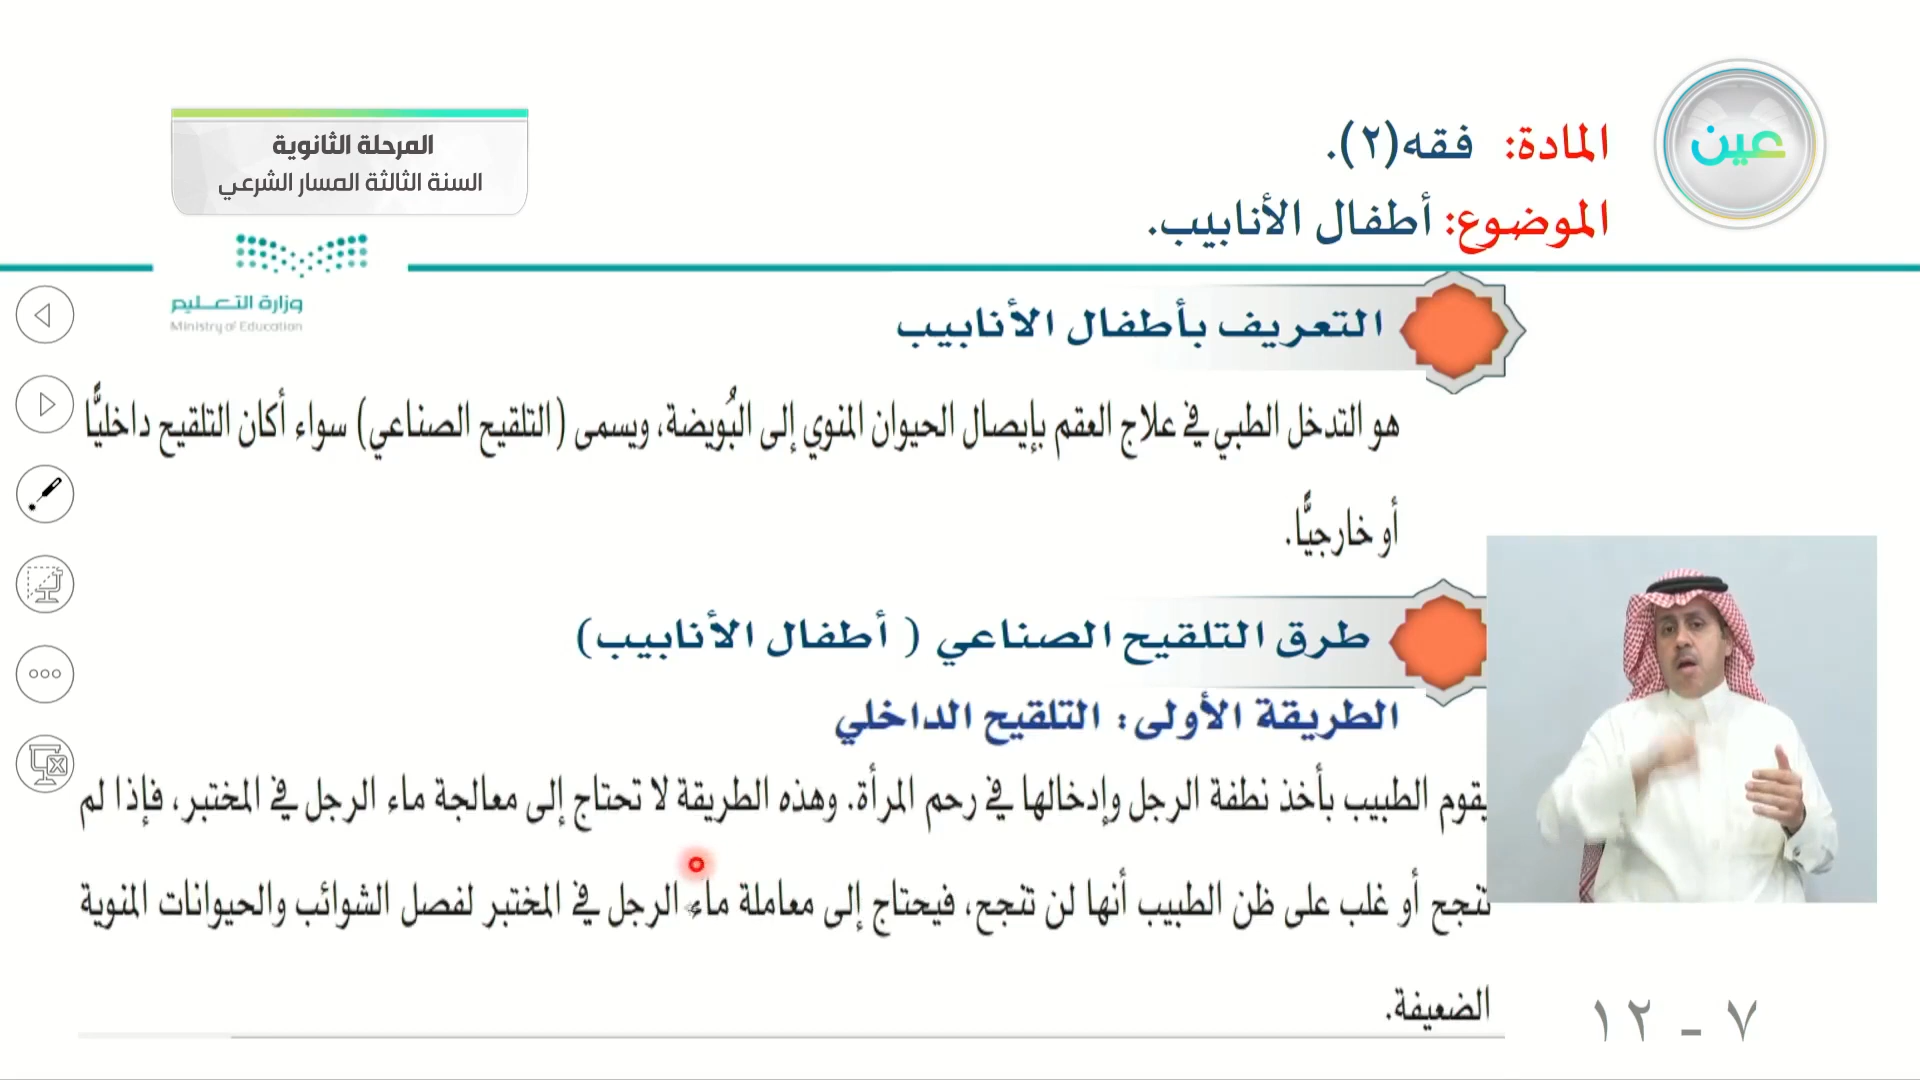 عين
المادة: فقه(٢).
الموضوع: أطفال الأنابيب.
المرحلة الثانوية
السنة الثالثة المسار الشرعي
وزارة التعليم
Ministry of Education
التعريف بأطفال الأنابيب
هو التدخل الطبي في علاج العقم بإيصال الحيوان المنوي إلى البُويضة، ويسمى (التلقيح الصناعي) سواء أكان التلقيح داخليًّا
أو خارجيًّا.
طرق التلقيح الصناعي ( أطفال الأنابيب)
الطريقة الأولى: التلقيح الداخلي
يقوم الطبيب بأخذ نطفة الرجل وإدخالها في رحم المرأة. وهذه الطريقة لا تحتاج إلى معالجة ماء الرجل في المختبر، فإذا لم
تنجح أو غلب على ظن الطبيب أنها لن تنجح، فيحتاج إلى معاملة ماء الرجل في المختبر لفصل الشوائب والحيوانات المنوية
الضعيفة.
٧ - ١٢